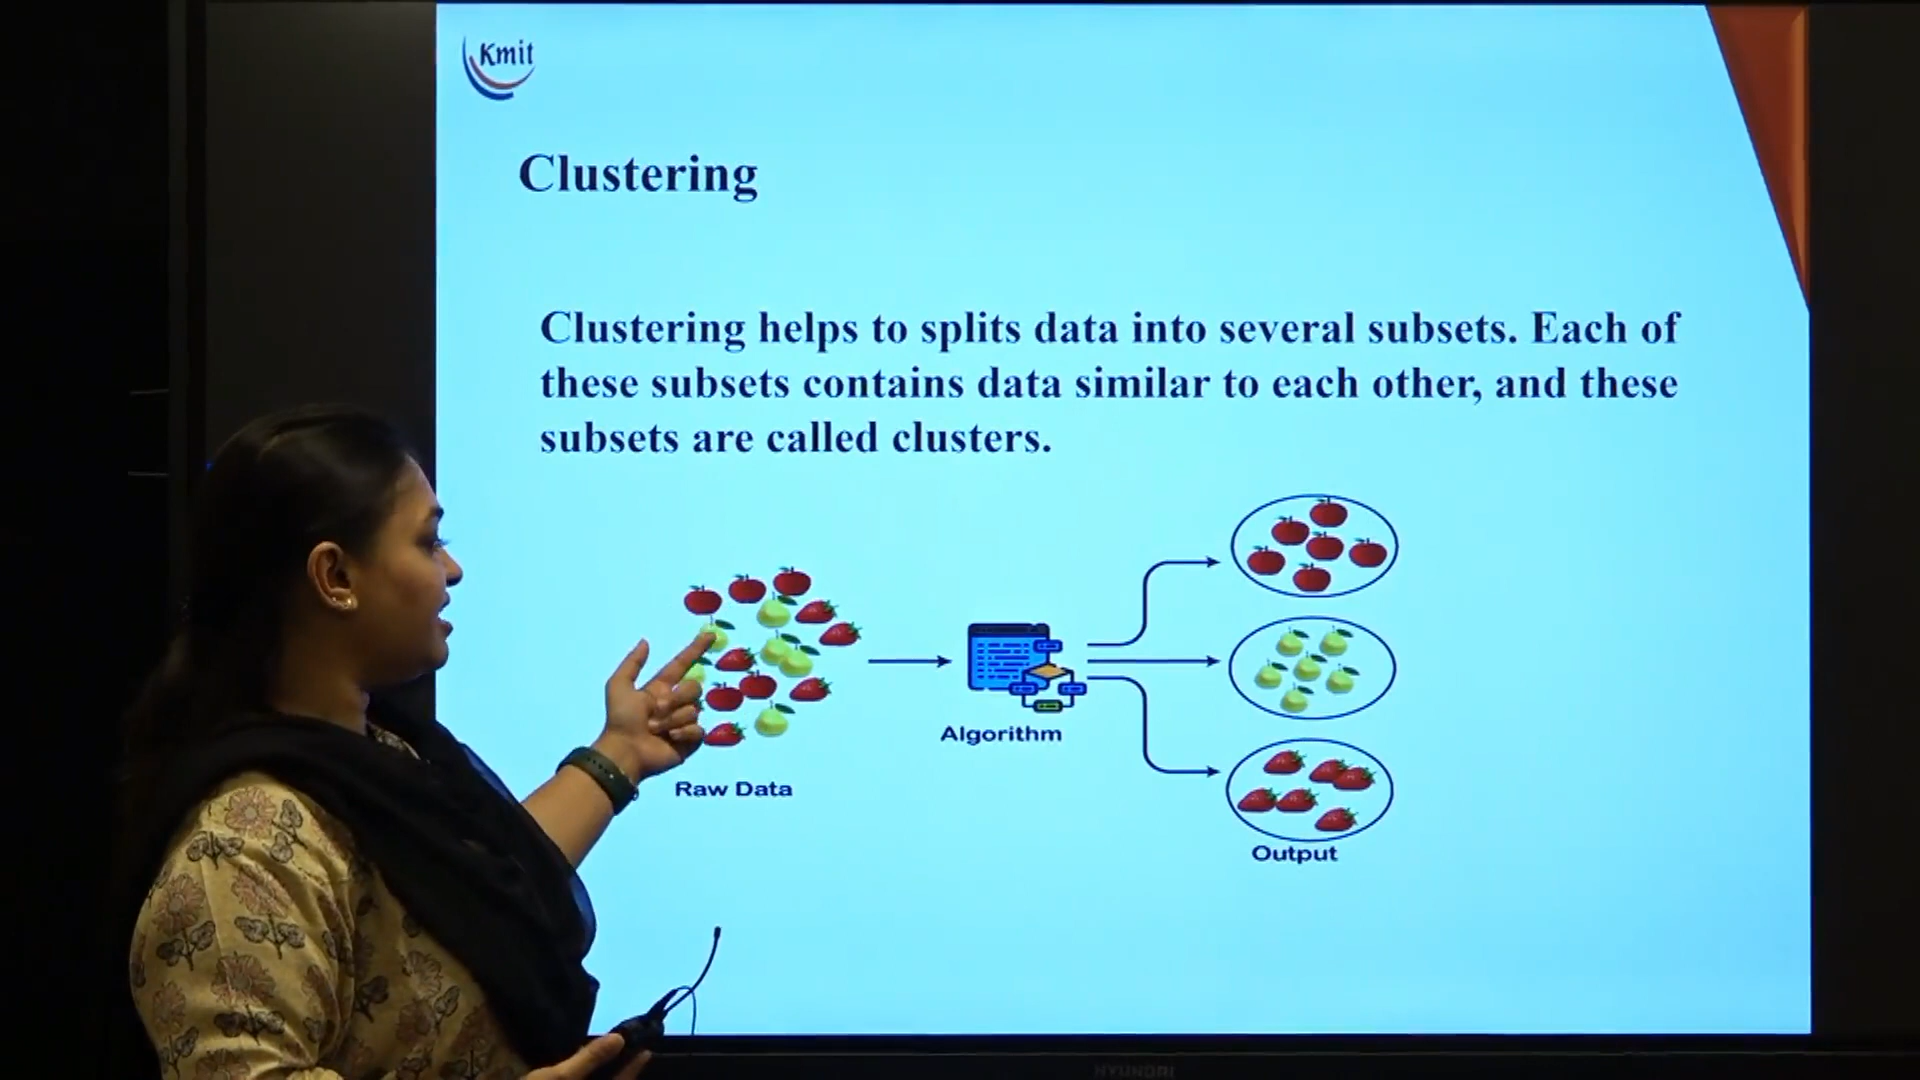 Kmit
Clustering
Clustering helps to splits data into several subsets. Each of
these subsets contains data similar to each other, and these
subsets are called clusters.
Algorithm
Raw Data
Output
HYUNDAI